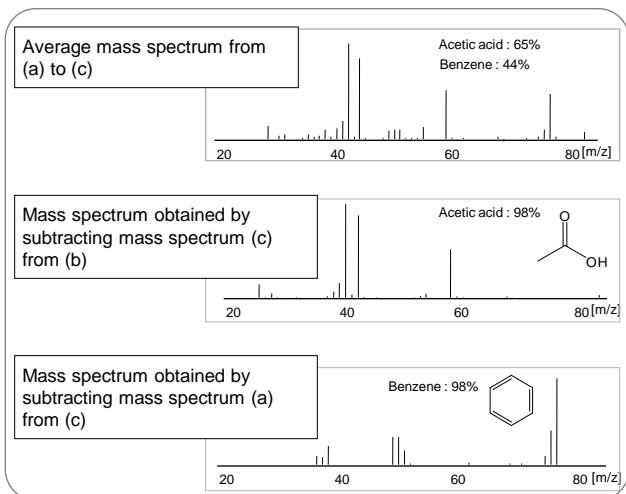 Average mass spectrum from
(a) to (c)
Acetic acid : 65%
Benzene : 44%
20 40 60 80 [m/z]
Mass spectrum obtained by
subtracting mass spectrum (c)
from (b)
Acetic acid : 98%
O
OH
20 40 60 80 [m/z]
Mass spectrum obtained by
subtracting mass spectrum (a)
from (c)
Benzene : 98%
20 40 60 80 [m/z]